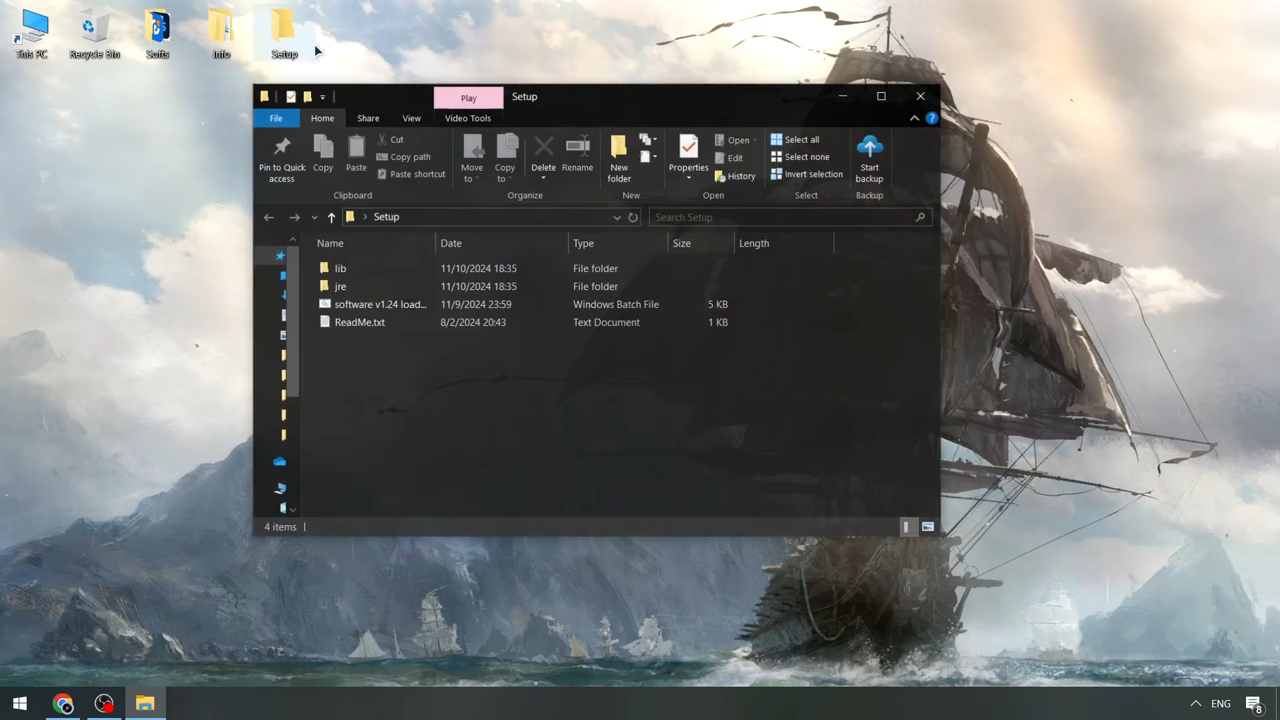 This PC
Recycle Bin
Softs
Info
Setup
Play
Setup
File
Home
Share
View
Video Tools
Pin to Quick access
Copy
Paste
Cut
Copy path
Paste shortcut
Clipboard
Move to
Copy to
Delete
Rename
Organize
New folder
New
Properties
Open
Edit
History
Open
Select all
Select none
Invert selection
Select
Start backup
Backup
Setup
Search Setup
Name Date Type Size Length
lib 11/10/2024 18:35 File folder
jre 11/10/2024 18:35 File folder
software v1.24 load... 11/9/2024 23:59 Windows Batch File 5 KB
ReadMe.txt 8/2/2024 20:43 Text Document 1 KB
4 items
ENG
8